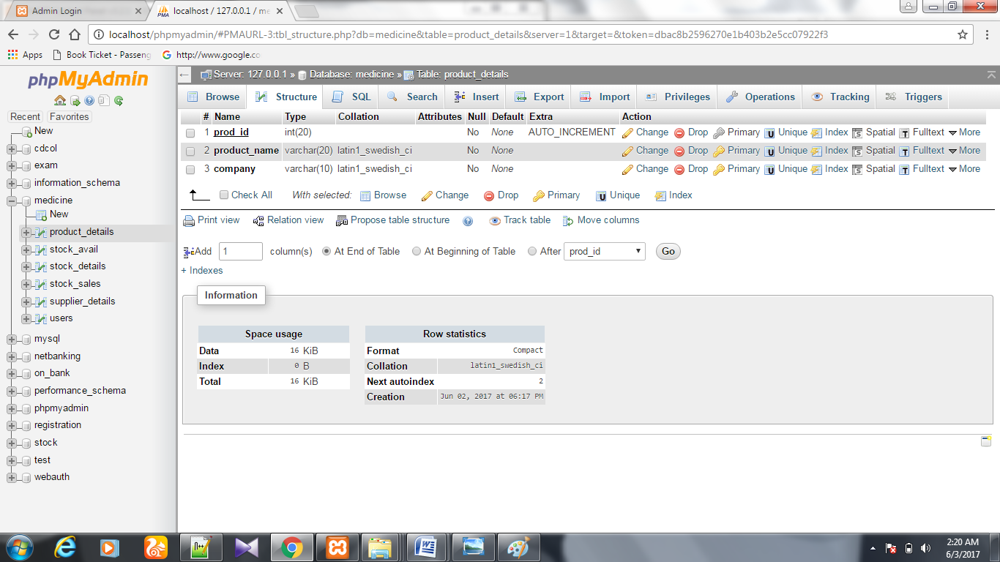 Admin Login
localhost / 127.0.0.1 / me
localhost/phpmyadmin/#PMAURL-3:tbl_structure.php?db=medicine&table=product_details&server=1&target=&token=dbac8b2596270e1b403b2e5cc07922f3
Apps Book Ticket - Passeng http://www.google.co
phpMyAdmin
Recent Favorites
New
cdcol
exam
information_schema
medicine
New
product_details
stock_avail
stock_details
stock_sales
supplier_details
users
mysql
netbanking
on_bank
performance_schema
phpmyadmin
registration
stock
test
webauth
Server: 127.0.0.1 » Database: medicine » Table: product_details
Browse Structure SQL Search Insert Export Import Privileges Operations Tracking Triggers
# Name Type Collation Attributes Null Default Extra Action
1 prod_id int(20) No None AUTO_INCREMENT Change Drop Primary Unique Index Spatial Fulltext More
2 product_name varchar(20) latin1_swedish_ci No None Change Drop Primary Unique Index Spatial Fulltext More
3 company varchar(10) latin1_swedish_ci No None Change Drop Primary Unique Index Spatial Fulltext More
Check All With selected: Browse Change Drop Primary Unique Index
Print view Relation view Propose table structure Track table Move columns
Add 1 column(s) At End of Table At Beginning of Table After prod_id Go
+ Indexes
Information
Space usage
Data 16 KiB
Index 0 B
Total 16 KiB
Row statistics
Format Compact
Collation latin1_swedish_ci
Next autoindex 2
Creation Jun 02, 2017 at 06:17 PM
2:20 AM
6/3/2017